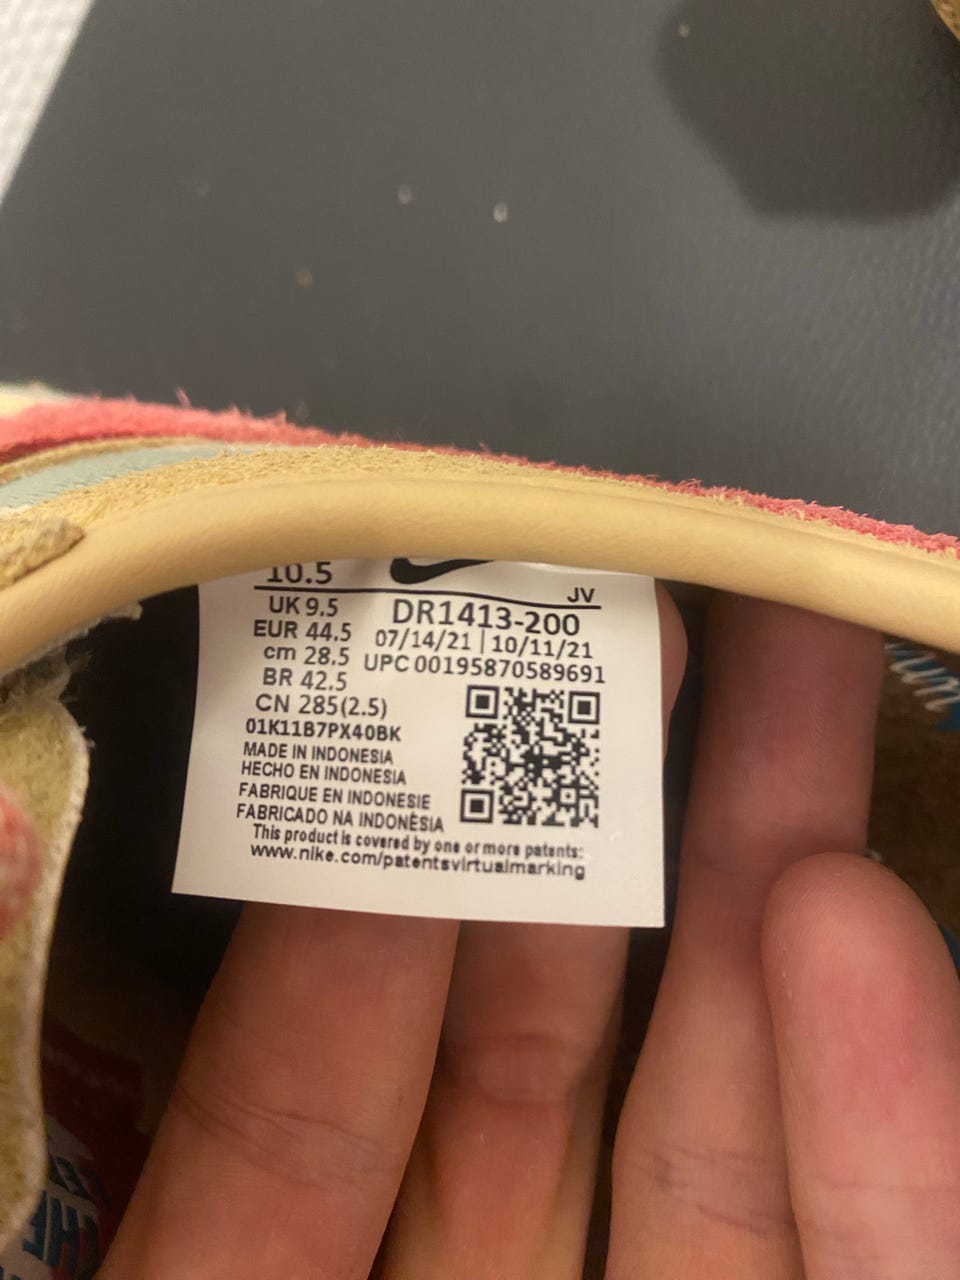 10.5
JV
UK 9.5
EUR 44.5
cm 28.5
BR 42.5
CN 285(2.5)
DR1413-200
07/14/21 | 10/11/21
UPC 00195870589691
01K11B7PX40BK
MADE IN INDONESIA
HECHO EN INDONESIA
FABRIQUE EN INDONESIE
FABRICADO NA INDONÉSIA
This product is covered by one or more patents:
www.nike.com/patentsvirtualmarking